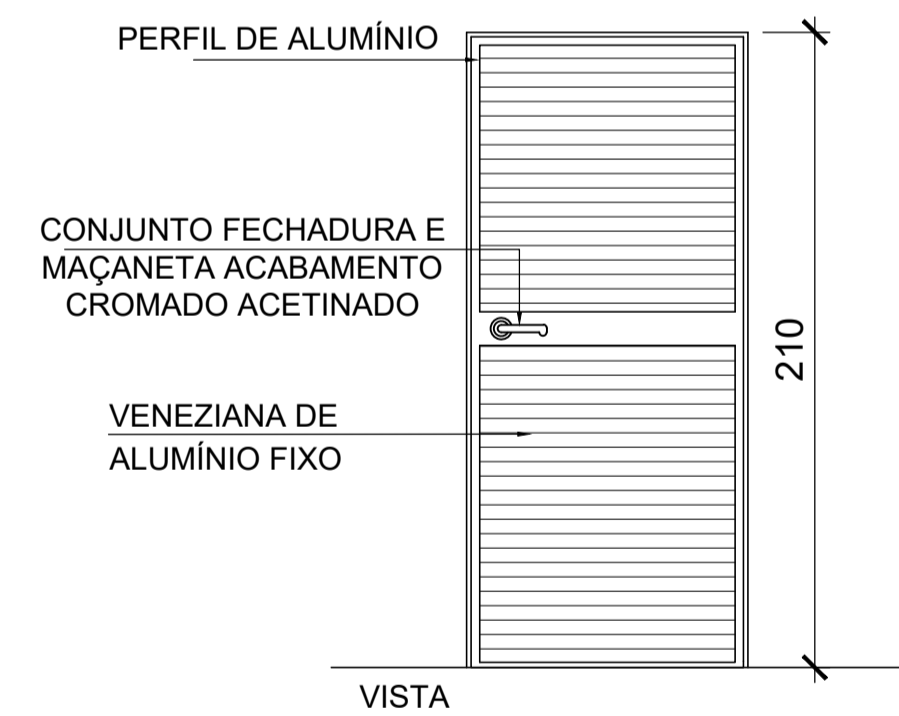 PERFIL DE ALUMÍNIO
CONJUNTO FECHADURA E
MAÇANETA ACABAMENTO
CROMADO ACETINADO
210
VENEZIANA DE
ALUMÍNIO FIXO
VISTA